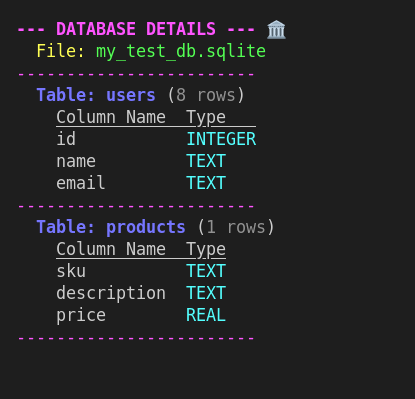 --- DATABASE DETAILS --- 🏛️
File: my_test_db.sqlite
------------------------
Table: users (8 rows)
Column Name  Type
id           INTEGER
name         TEXT
email        TEXT
------------------------
Table: products (1 rows)
Column Name  Type
sku          TEXT
description  TEXT
price        REAL
------------------------